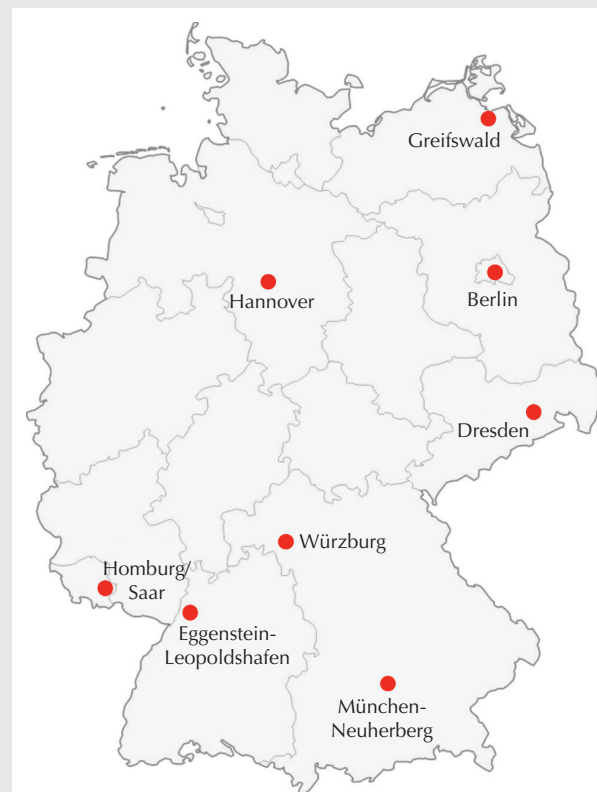 Greifswald
Hannover
Berlin
Dresden
Würzburg
Homburg/
Saar
Eggenstein-
Leopoldshafen
München-
Neuherberg